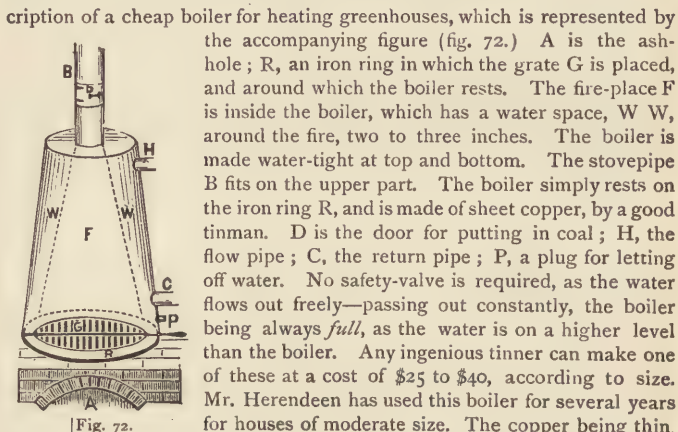 cription of a cheap boiler for heating greenhouses, which is represented by
the accompanying figure (fig. 72.) A is the ash-
hole; R, an iron ring in which the grate G is placed,
and around which the boiler rests. The fire-place F
is inside the boiler, which has a water space, W W,
around the fire, two to three inches. The boiler is
made water-tight at top and bottom. The stovepipe
B fits on the upper part. The boiler simply rests on
the iron ring R, and is made of sheet copper, by a good
tinman. D is the door for putting in coal; H, the
flow pipe; C, the return pipe; P, a plug for letting
off water. No safety-valve is required, as the water
flows out freely—passing out constantly, the boiler
being always full, as the water is on a higher level
than the boiler. Any ingenious tinner can make one
of these at a cost of $25 to $40, according to size.
Mr. Herendeen has used this boiler for several years
for houses of moderate size. The copper being thin,
B
D
H
W
W
F
C
P
G
R
A
Fig. 72.